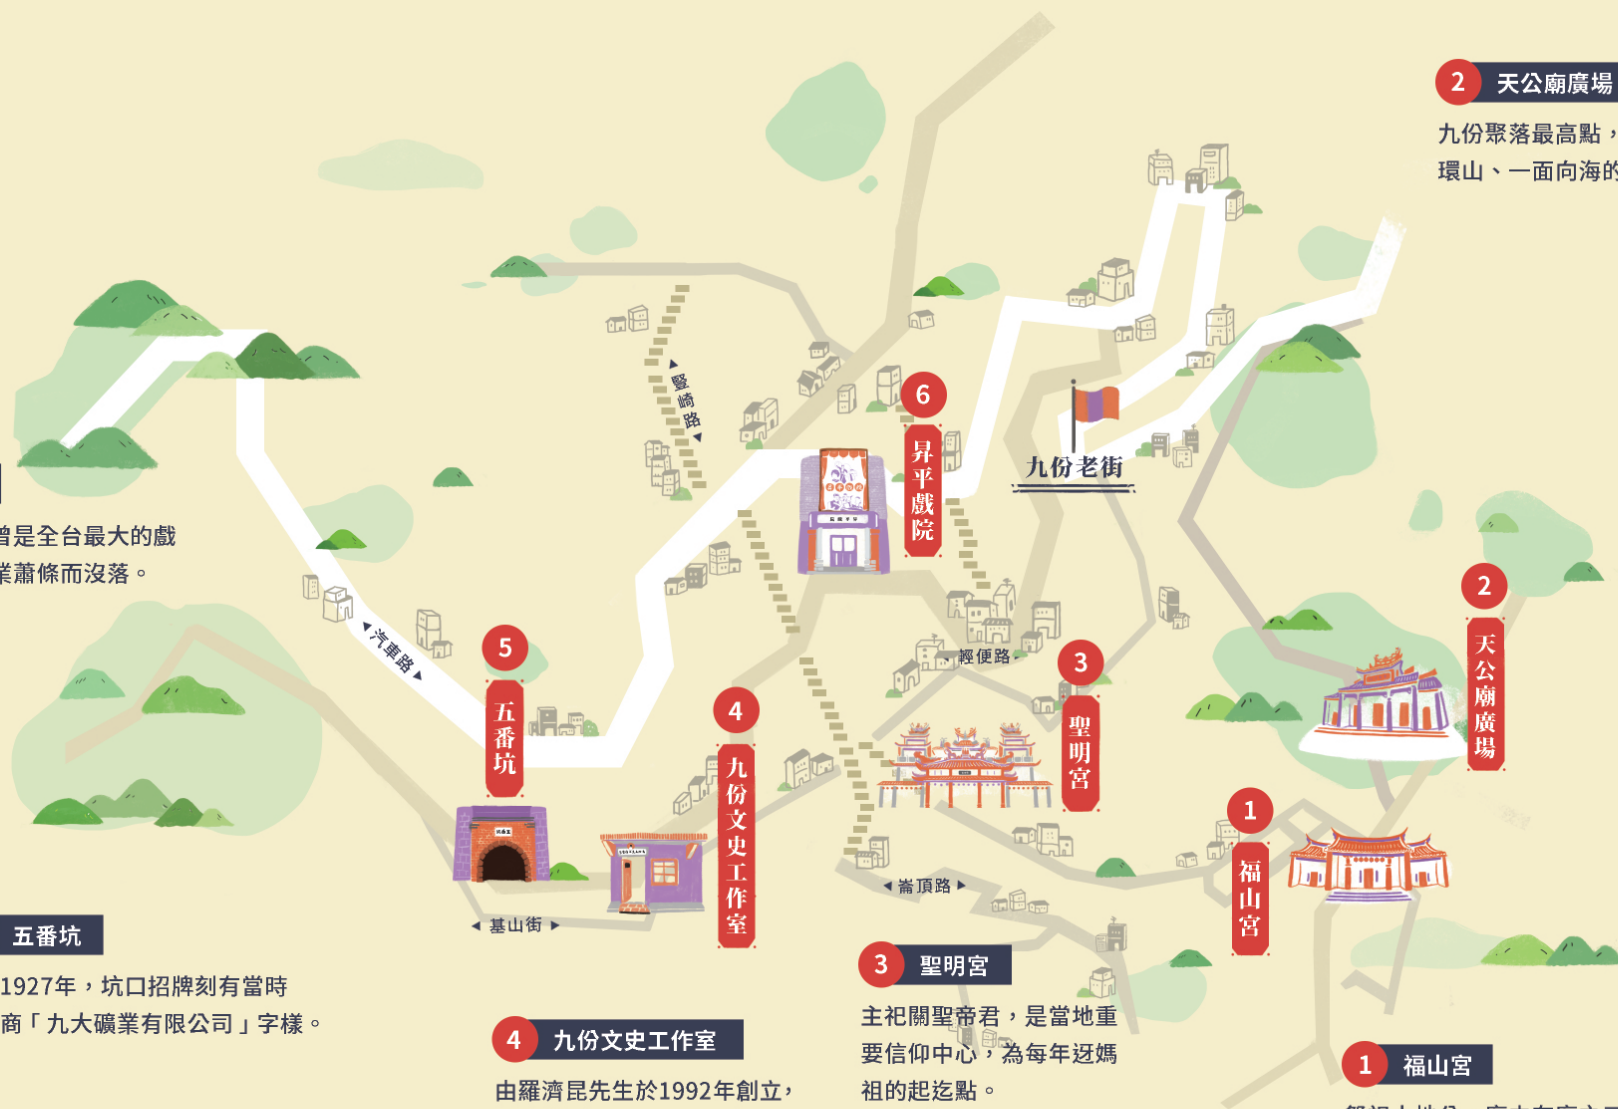 2 天公廟廣場
九份聚落最高點，
環山、一面向海的
豎崎路
6
昇平戲院
九份老街
曾是全台最大的戲
業蕭條而沒落。
汽車路
5
五番坑
4
九份文史工作室
輕便路
3
聖明宮
2
天公廟廣場
1
福山宮
崙頂路
基山街
五番坑
1927年，坑口招牌刻有當時
商「九大礦業有限公司」字樣。
4 九份文史工作室
由羅濟昆先生於1992年創立，
3 聖明宮
主祀關聖帝君，是當地重
要信仰中心，為每年迓媽
祖的起迄點。
1 福山宮